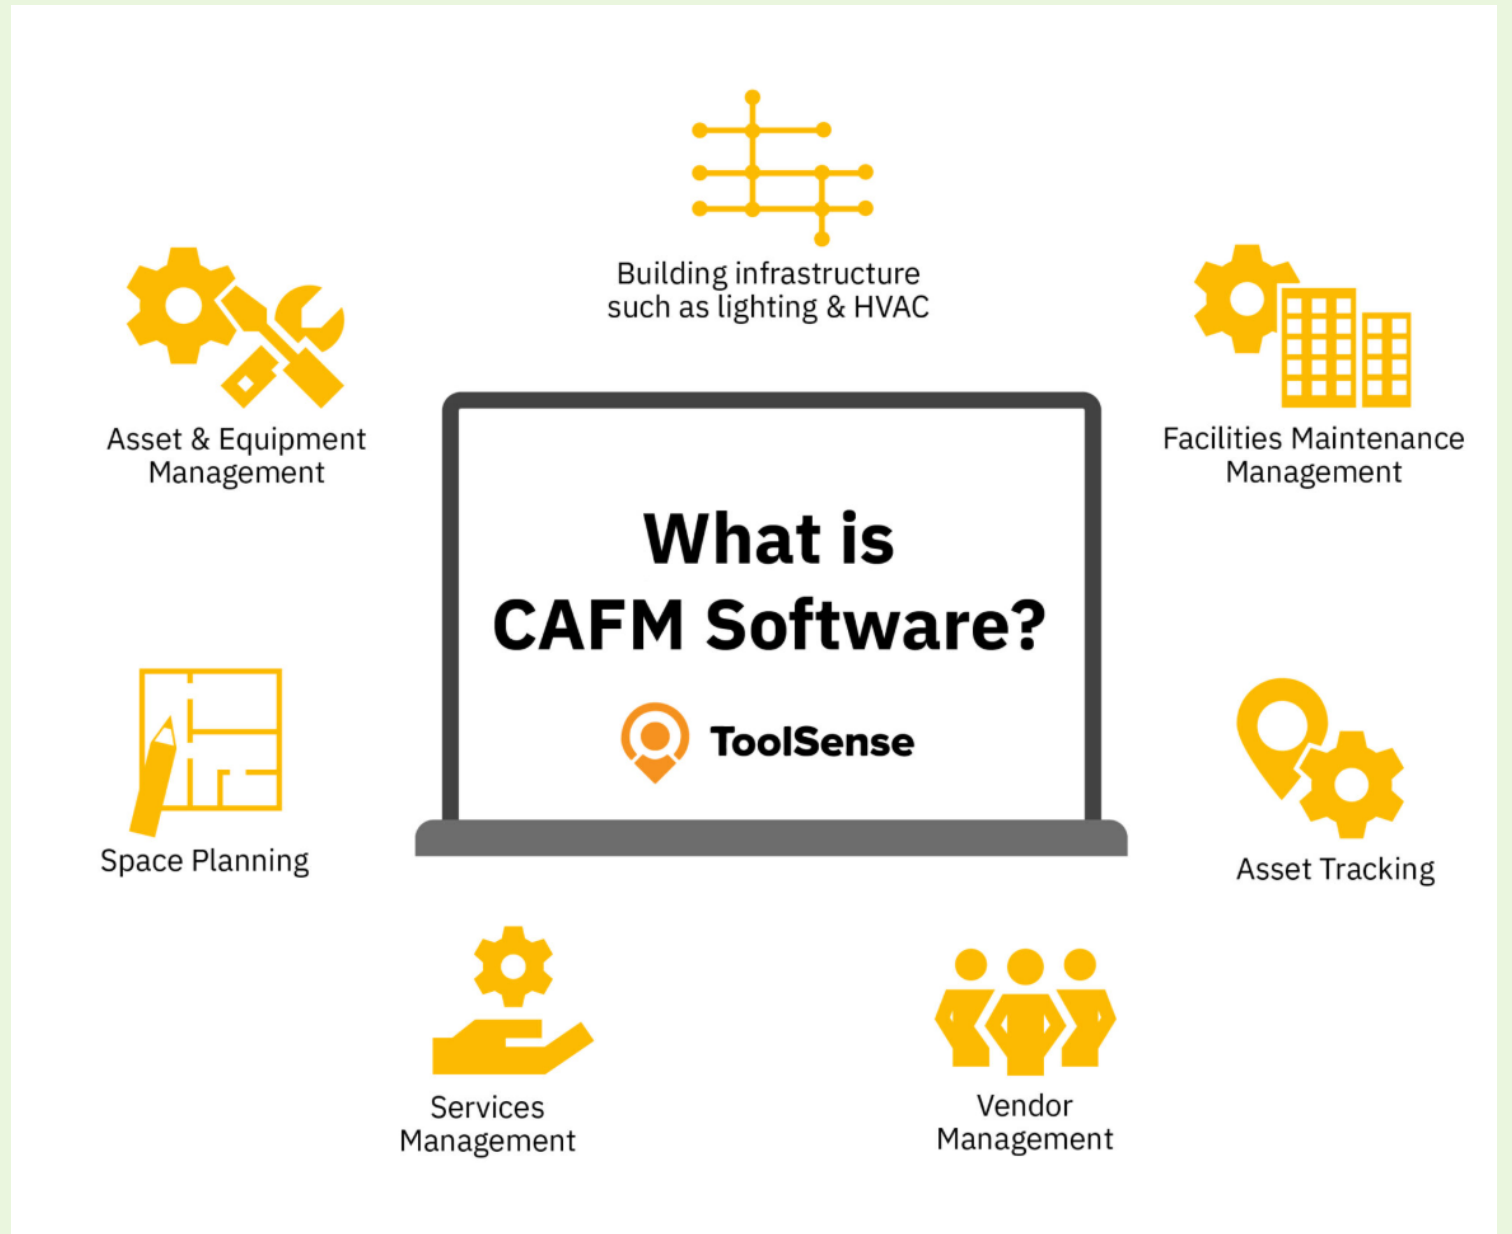 Building infrastructure
such as lighting & HVAC
Asset & Equipment
Management
Facilities Maintenance
Management
What is
CAFM Software?
ToolSense
Space Planning
Asset Tracking
Services
Management
Vendor
Management